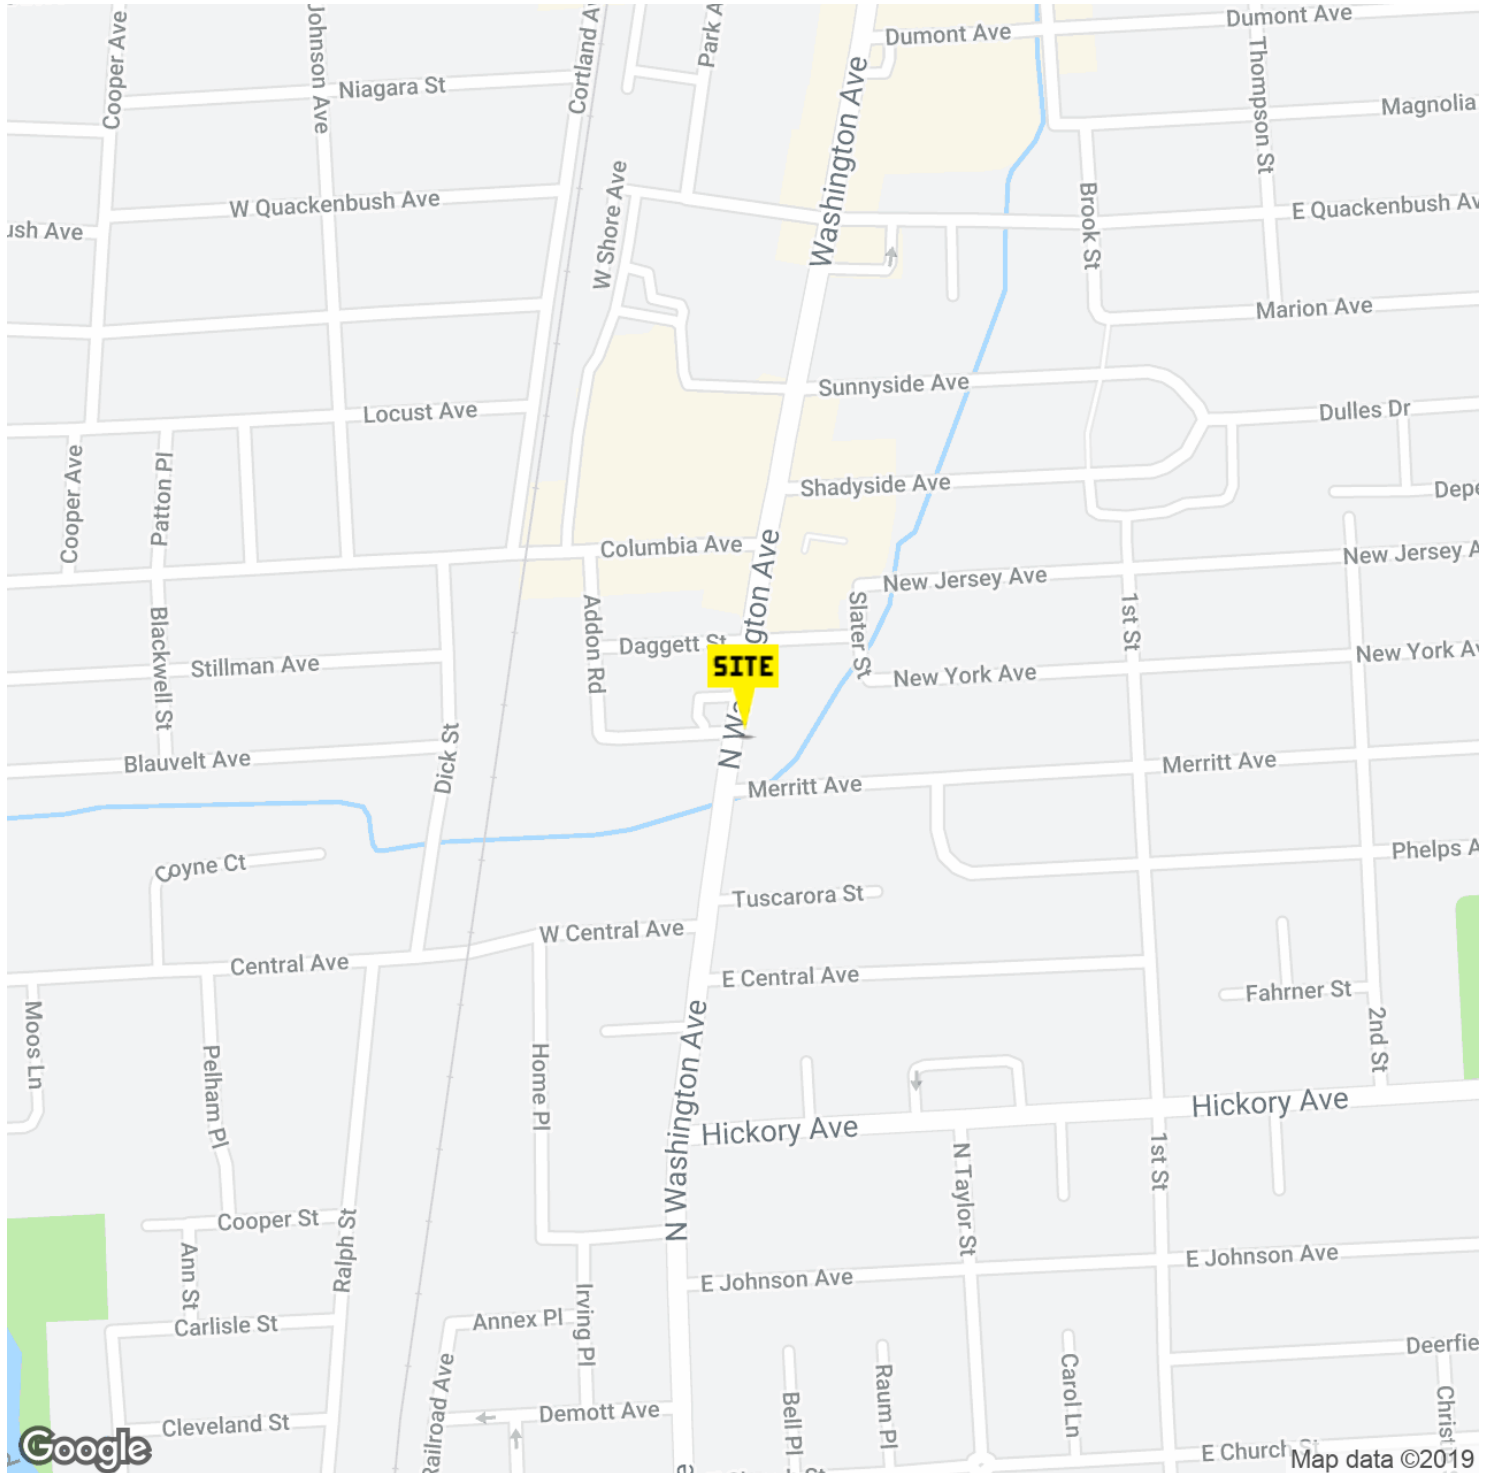 Dumont Ave
Dumont Ave
Cooper Ave
Johnson Ave
Cortland Av
Park A
Niagara St
Washington Ave
Thompson St
Magnolia
W Quackenbush Ave
ush Ave
W Shore Ave
Brook St
E Quackenbush Av
Marion Ave
Sunnyside Ave
Locust Ave
Dulles Dr
Cooper Ave
Patton Pl
Shadyside Ave
Depe
Columbia Ave
gton Ave
New Jersey A
New Jersey Ave
Slater St
1st St
Addon Rd
Daggett St
Blackwell St
Stillman Ave
SITE
New York Av
New York Ave
N Wa
Blauvelt Ave
Dick St
Merritt Ave
Merritt Ave
Coyne Ct
Phelps A
Tuscarora St
W Central Ave
Central Ave
E Central Ave
Fahrner St
Moos Ln
Pelham Pl
Home Pl
N Washington Ave
2nd St
Hickory Ave
Hickory Ave
N Taylor St
1st St
Cooper St
Ralph St
Ann St
E Johnson Ave
E Johnson Ave
Irving Pl
Annex Pl
Carlisle St
Railroad Ave
Deerfie
Bell Pl
Raum Pl
Carol Ln
Christ
Cleveland St
Demott Ave
E Church St
Google
Map data ©2019